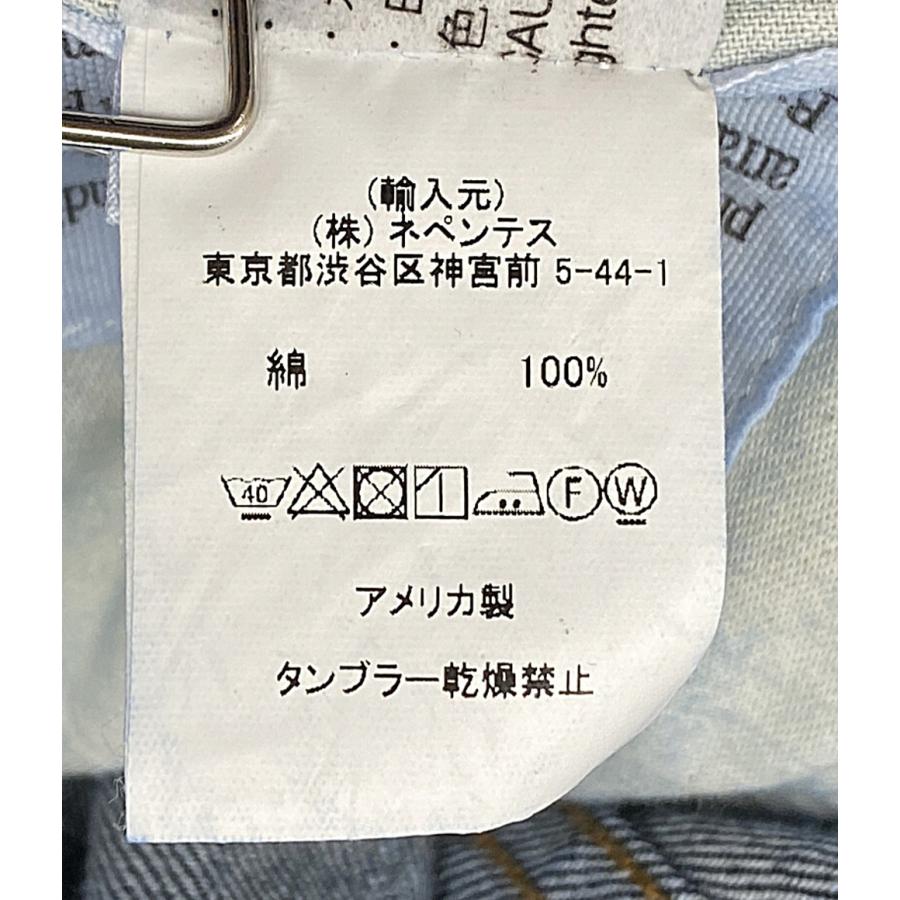 色
(輸入元)
(株) ネペンテス
東京都渋谷区神宮前 5-44-1
綿 100%
40 F W
アメリカ製
タンブラー乾燥禁止